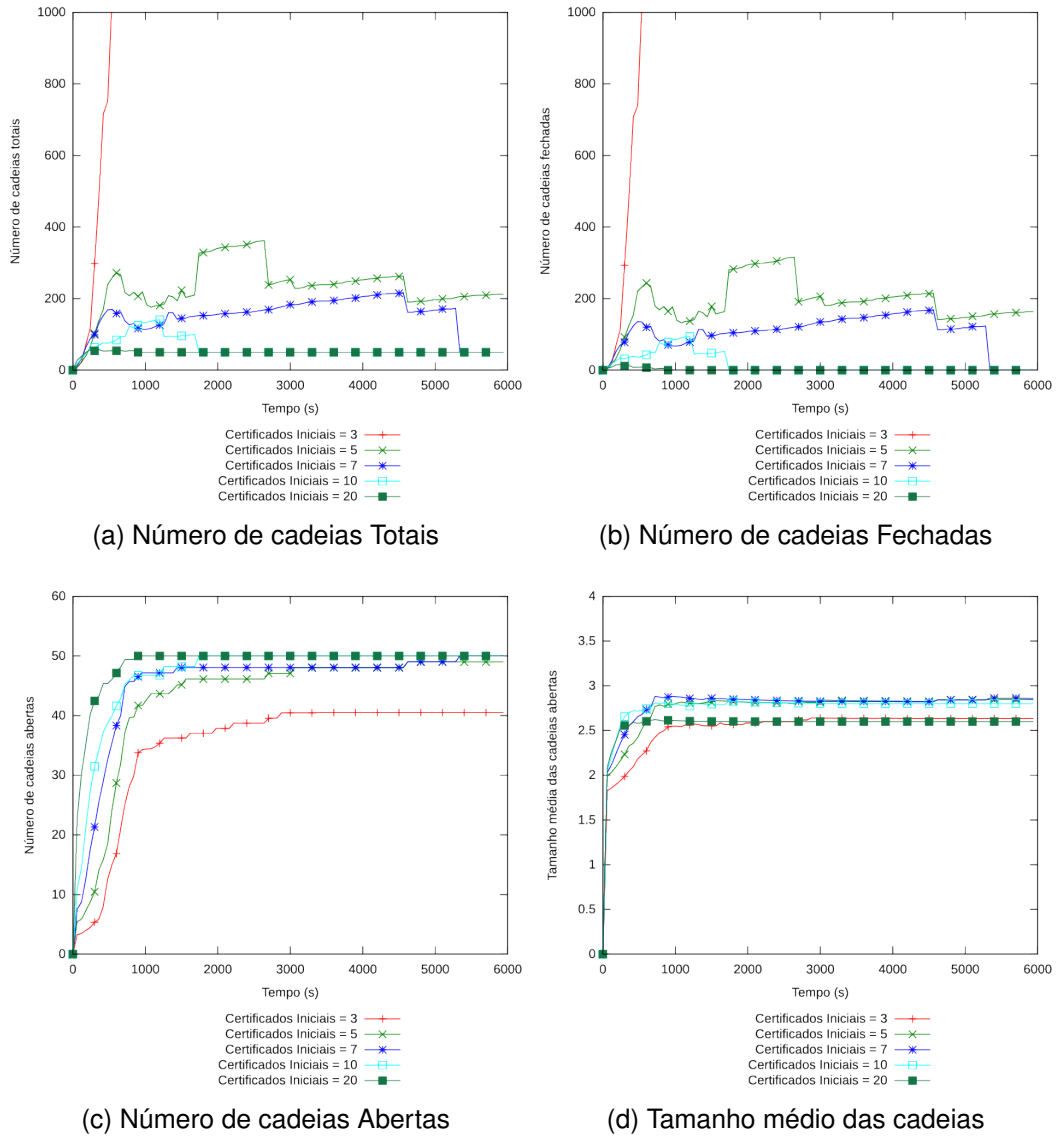 1000
800
600
400
200
0
0 1000 2000 3000 4000 5000 6000
Número de cadeias totais
Tempo (s)
Certificados Iniciais = 3
Certificados Iniciais = 5
Certificados Iniciais = 7
Certificados Iniciais = 10
Certificados Iniciais = 20
(a) Número de cadeias Totais
1000
800
600
400
200
0
0 1000 2000 3000 4000 5000 6000
Número de cadeias fechadas
Tempo (s)
Certificados Iniciais = 3
Certificados Iniciais = 5
Certificados Iniciais = 7
Certificados Iniciais = 10
Certificados Iniciais = 20
(b) Número de cadeias Fechadas
60
50
40
30
20
10
0
0 1000 2000 3000 4000 5000 6000
Número de cadeias abertas
Tempo (s)
Certificados Iniciais = 3
Certificados Iniciais = 5
Certificados Iniciais = 7
Certificados Iniciais = 10
Certificados Iniciais = 20
(c) Número de cadeias Abertas
4
3.5
3
2.5
2
1.5
1
0.5
0
0 1000 2000 3000 4000 5000 6000
Tamanho média das cadeias abertas
Tempo (s)
Certificados Iniciais = 3
Certificados Iniciais = 5
Certificados Iniciais = 7
Certificados Iniciais = 10
Certificados Iniciais = 20
(d) Tamanho médio das cadeias